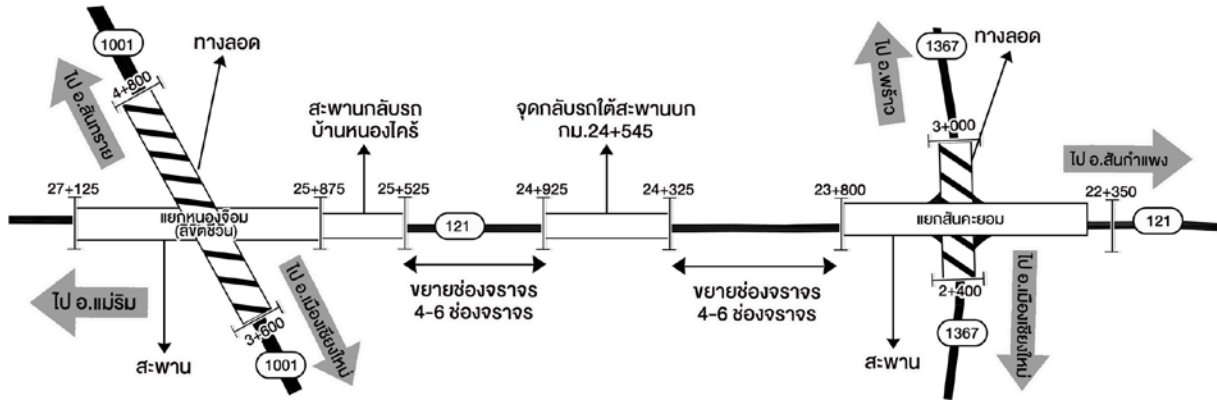 1001
ทางลอด
ไป อ.สันทราย
4+800
สะพานกลับรถ
บ้านหนองไคร้
จุดกลับรถใต้สะพานบก
กม.24+545
ไป อ.พร้าว
1367
ทางลอด
3+000
ไป อ.สันกำแพง
27+125
25+875
25+525
24+925
24+325
23+800
22+350
แยกหนองจ๊อม
(ลิขิตชีวัน)
121
แยกสันคะยอม
121
ไป อ.แม่ริม
ขยายช่องจราจร
4-6 ช่องจราจร
ขยายช่องจราจร
4-6 ช่องจราจร
2+400
3+600
ไป อ.เมืองเชียงใหม่
ไป อ.เมืองเชียงใหม่
สะพาน
1001
สะพาน
1367